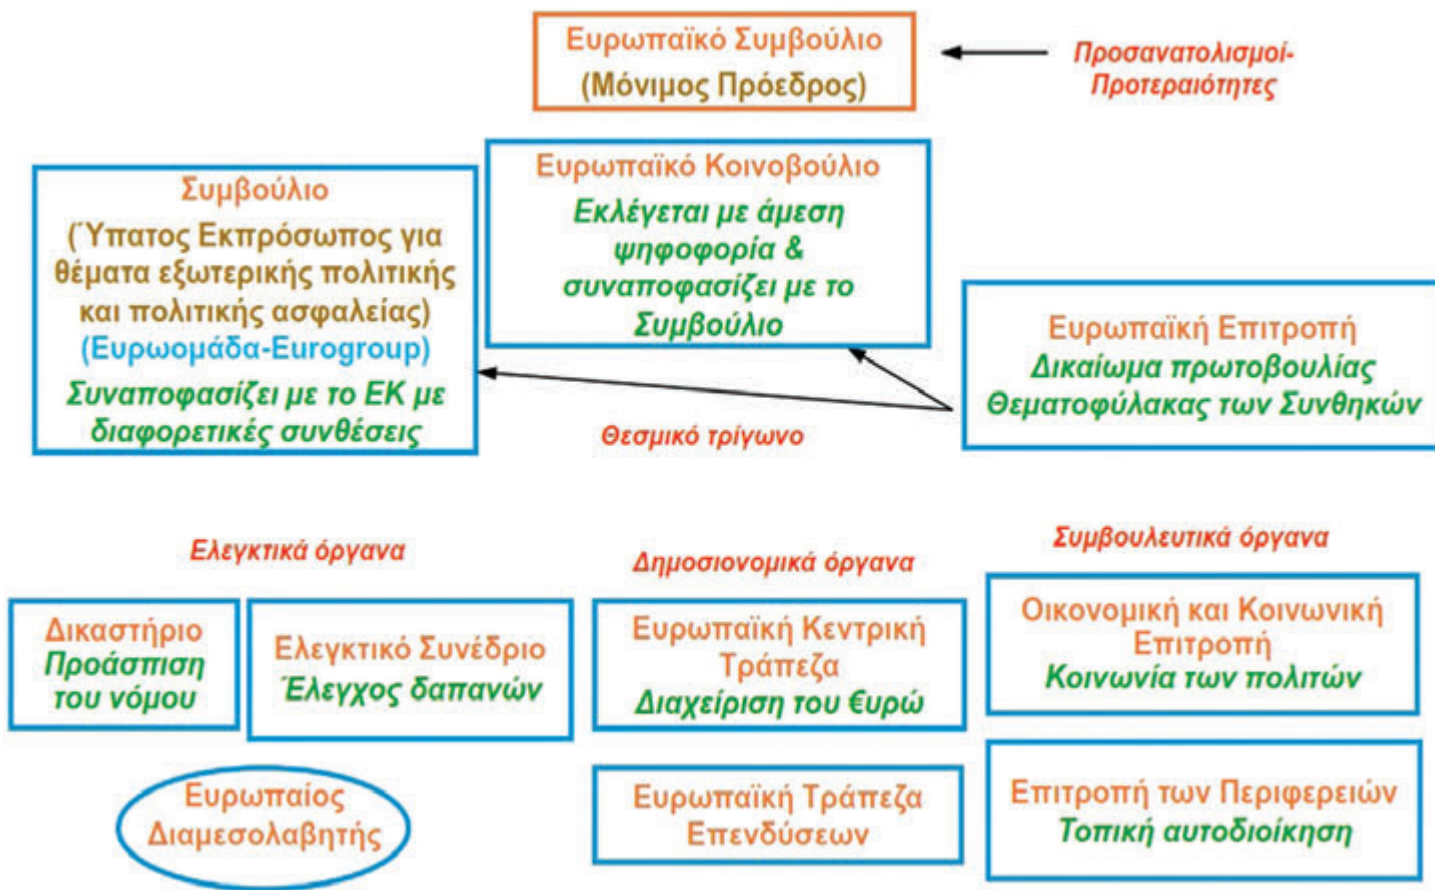 Ευρωπαϊκό Συμβούλιο
(Μόνιμος Πρόεδρος)
Προσανατολισμοί-
Προτεραιότητες
Συμβούλιο
(Ύπατος Εκπρόσωπος για
θέματα εξωτερικής πολιτικής
και πολιτικής ασφαλείας)
(Ευρωομάδα-Eurogroup)
Συναποφασίζει με το ΕΚ με
διαφορετικές συνθέσεις
Ευρωπαϊκό Κοινοβούλιο
Εκλέγεται με άμεση
ψηφοφορία &
συναποφασίζει με το
Συμβούλιο
Ευρωπαϊκή Επιτροπή
Δικαίωμα πρωτοβουλίας
Θεματοφύλακας των Συνθηκών
Θεσμικό τρίγωνο
Ελεγκτικά όργανα
Δικαστήριο
Προάσπιση
του νόμου
Ελεγκτικό Συνέδριο
Έλεγχος δαπανών
Ευρωπαίος
Διαμεσολαβητής
Δημοσιονομικά όργανα
Ευρωπαϊκή Κεντρική
Τράπεζα
Διαχείριση του €υρώ
Ευρωπαϊκή Τράπεζα
Επενδύσεων
Συμβουλευτικά όργανα
Οικονομική και Κοινωνική
Επιτροπή
Κοινωνία των πολιτών
Επιτροπή των Περιφερειών
Τοπική αυτοδιοίκηση